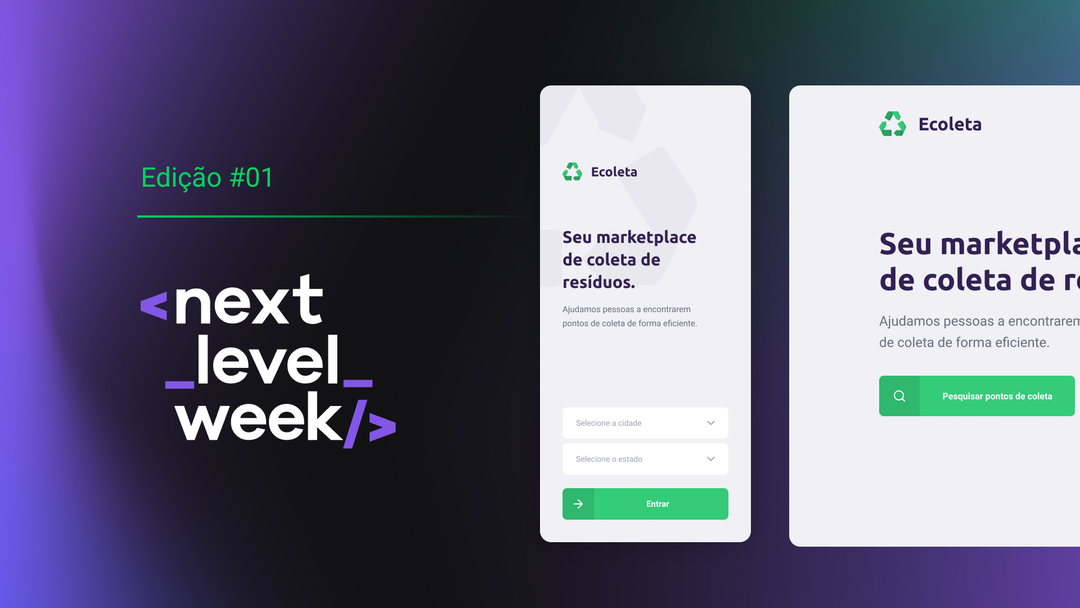 Edição #01
<next
_level_
week/>
Ecoleta
Seu marketplace
de coleta de
resíduos.
Ajudamos pessoas a encontrarem
pontos de coleta de forma eficiente.
Selecione a cidade
Selecione o estado
Entrar
Ecoleta
Seu marketpla
de coleta de r
Ajudamos pessoas a encontrarem
de coleta de forma eficiente.
Pesquisar pontos de coleta